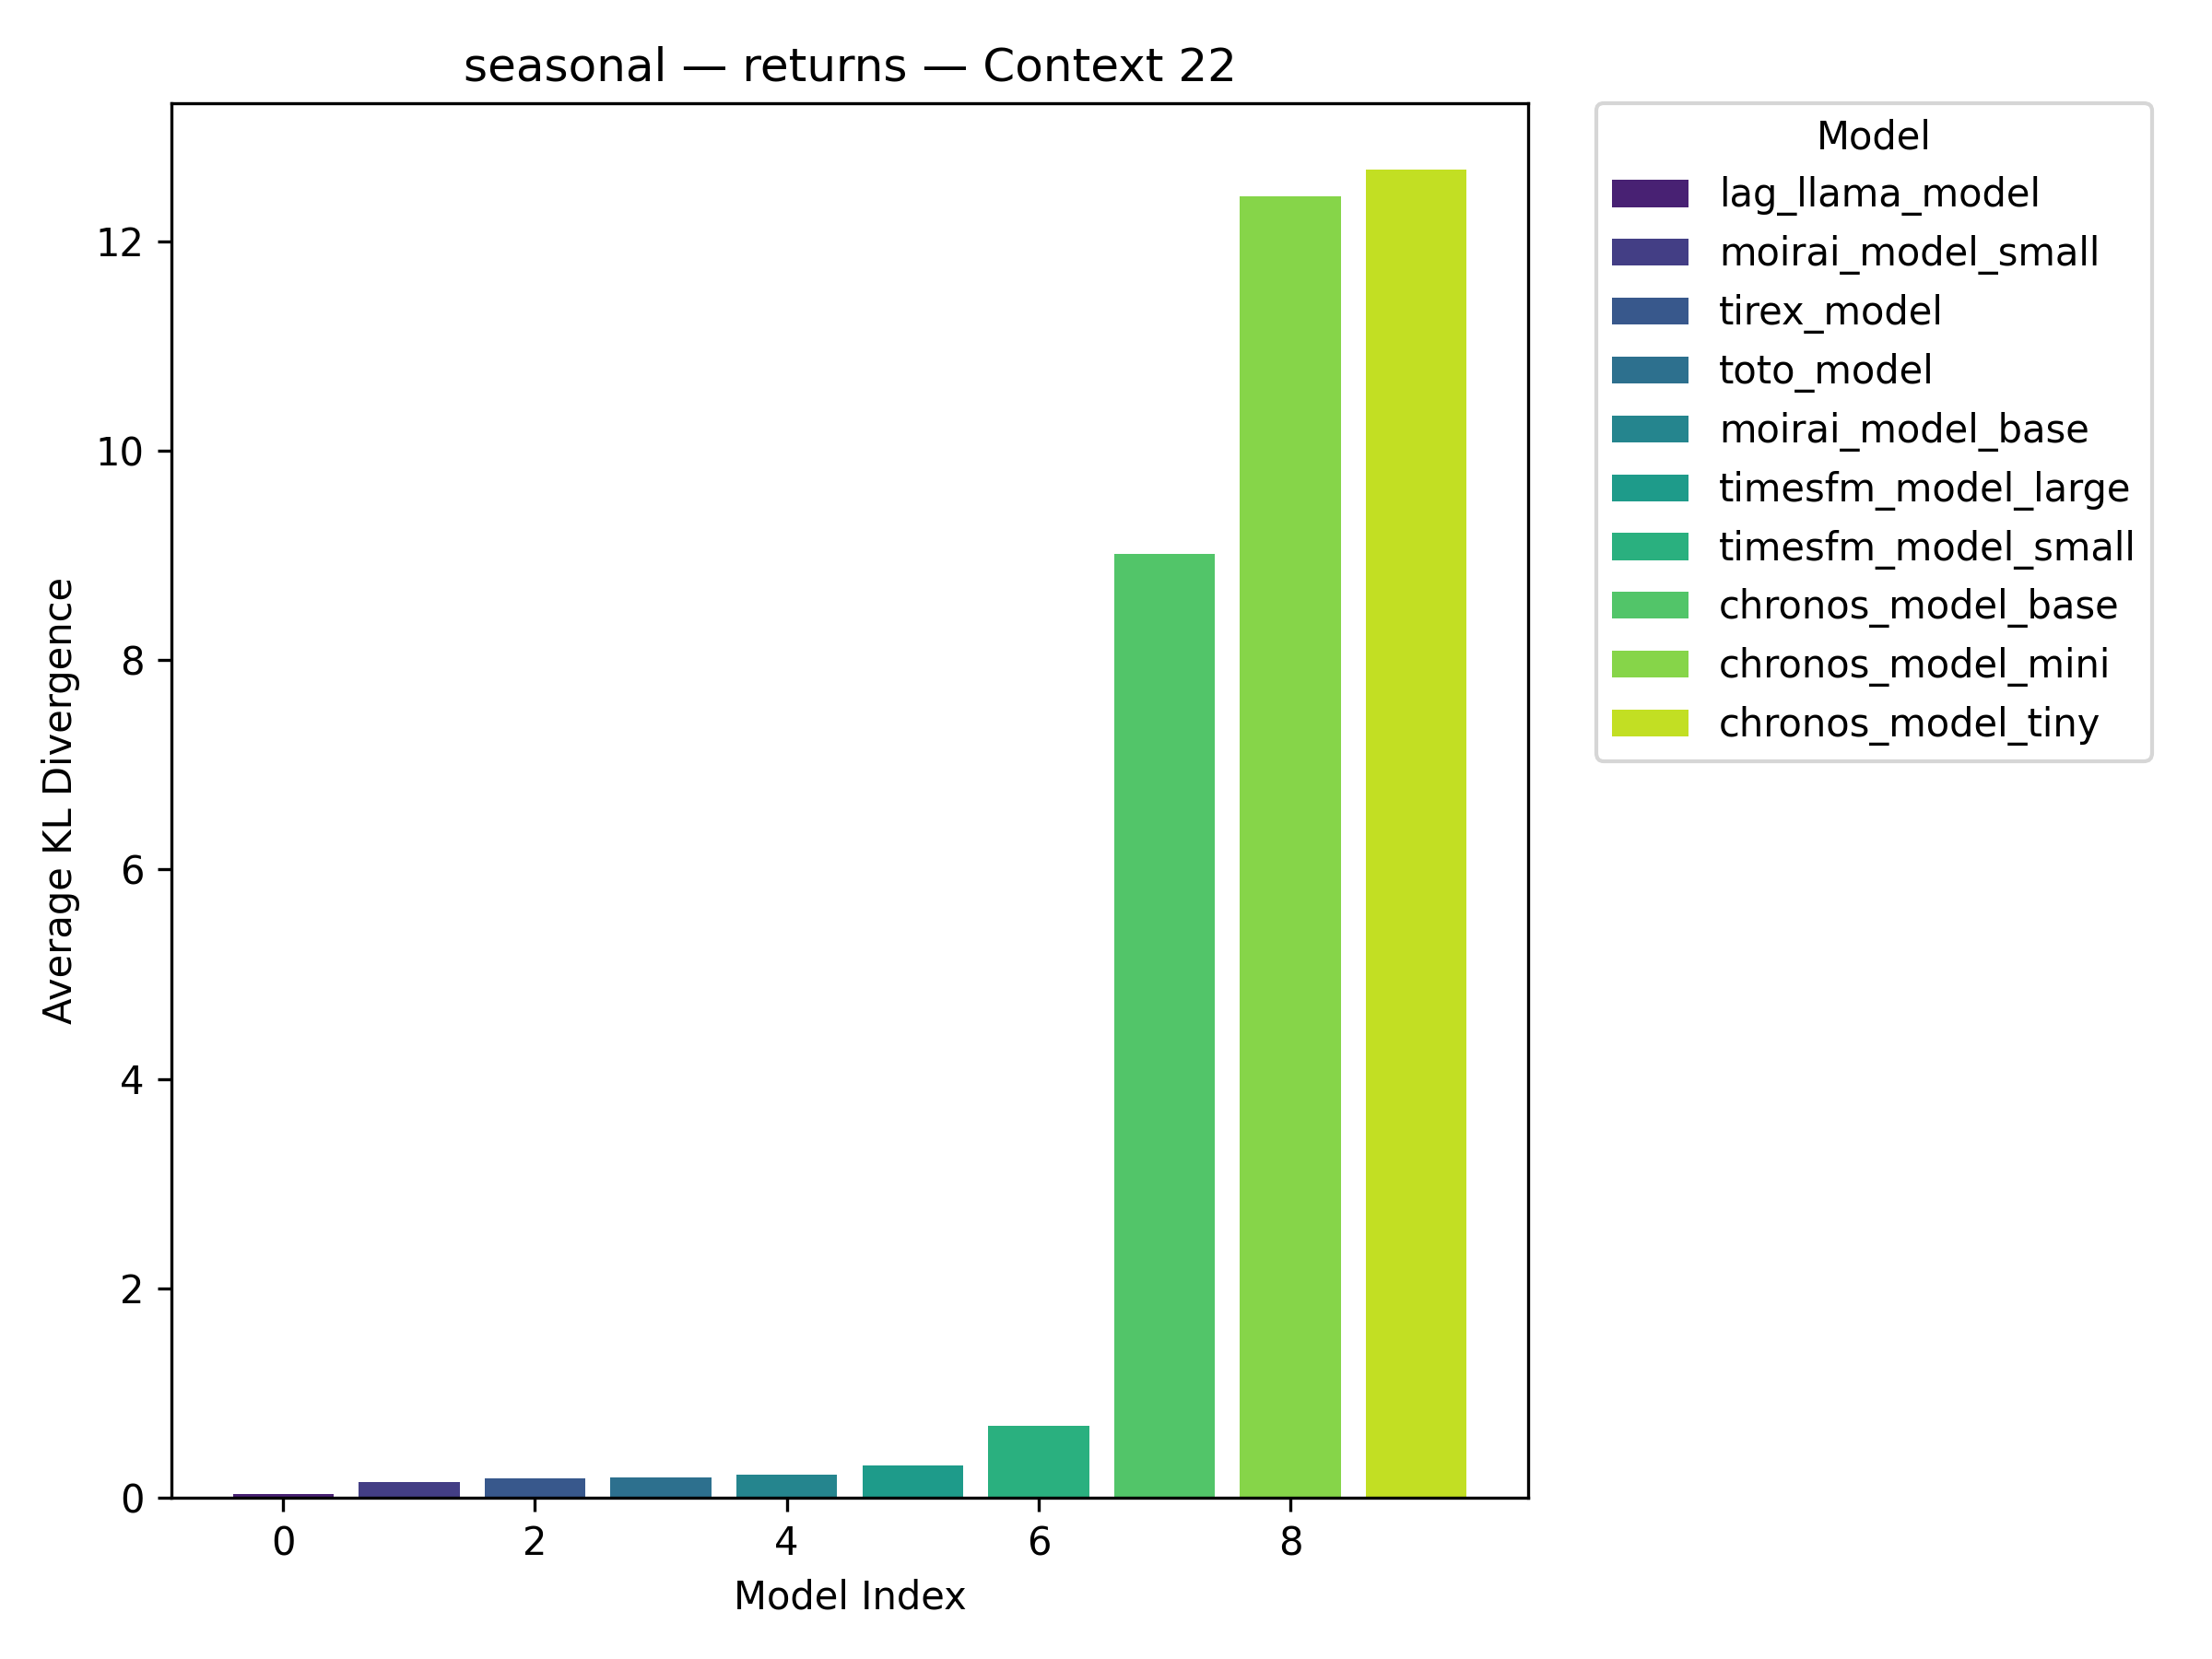 seasonal — returns — Context 22
Average KL Divergence
12
10
8
6
4
2
0
0 2 4 6 8
Model Index
Model
lag_llama_model
moirai_model_small
tirex_model
toto_model
moirai_model_base
timesfm_model_large
timesfm_model_small
chronos_model_base
chronos_model_mini
chronos_model_tiny